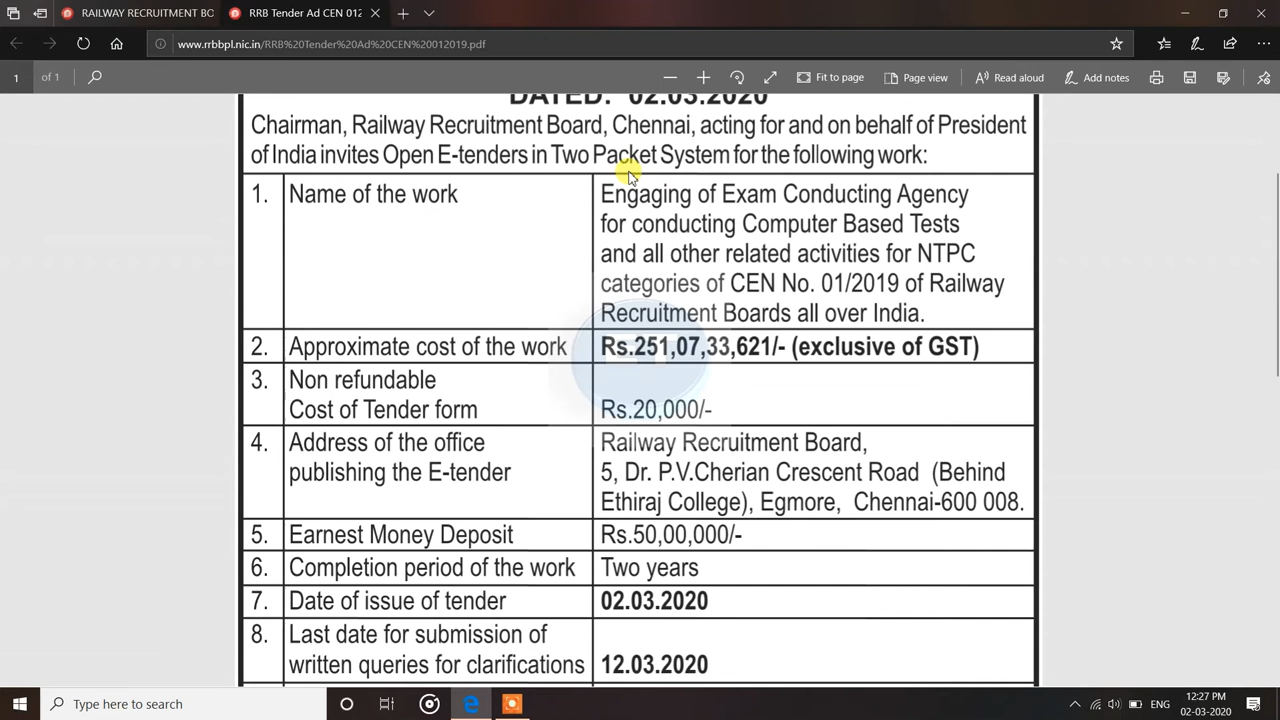 RAILWAY RECRUITMENT BO
RRB Tender Ad CEN 012
www.rrbbpl.nic.in/RRB%20Tender%20Ad%20CEN%20012019.pdf
1 of 1
Fit to page
Page view
Read aloud
Add notes
DATED: 02.03.2020
Chairman, Railway Recruitment Board, Chennai, acting for and on behalf of President
of India invites Open E-tenders in Two Packet System for the following work:
1. Name of the work Engaging of Exam Conducting Agency
for conducting Computer Based Tests
and all other related activities for NTPC
categories of CEN No. 01/2019 of Railway
Recruitment Boards all over India.
2. Approximate cost of the work Rs.251,07,33,621/- (exclusive of GST)
3. Non refundable
Cost of Tender form Rs.20,000/-
4. Address of the office Railway Recruitment Board,
publishing the E-tender 5, Dr. P.V.Cherian Crescent Road (Behind
Ethiraj College), Egmore, Chennai-600 008.
5. Earnest Money Deposit Rs.50,00,000/-
6. Completion period of the work Two years
7. Date of issue of tender 02.03.2020
8. Last date for submission of
written queries for clarifications 12.03.2020
Type here to search
ENG
12:27 PM
02-03-2020